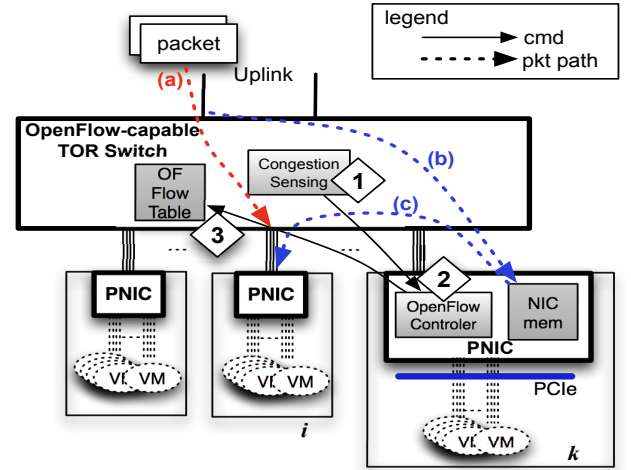 legend
cmd
pkt path
packet
(a)
Uplink
OpenFlow-capable
TOR Switch
OF
Flow
Table
Congestion
Sensing
1
(b)
(c)
3
2
PNIC
PNIC
OpenFlow
Controler
NIC
mem
PNIC
PCIe
VM
VM
VM
i
k